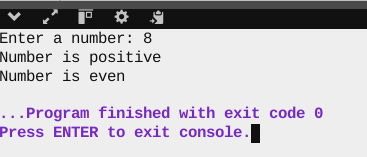 Enter a number: 8
Number is positive
Number is even
...Program finished with exit code 0
Press ENTER to exit console.